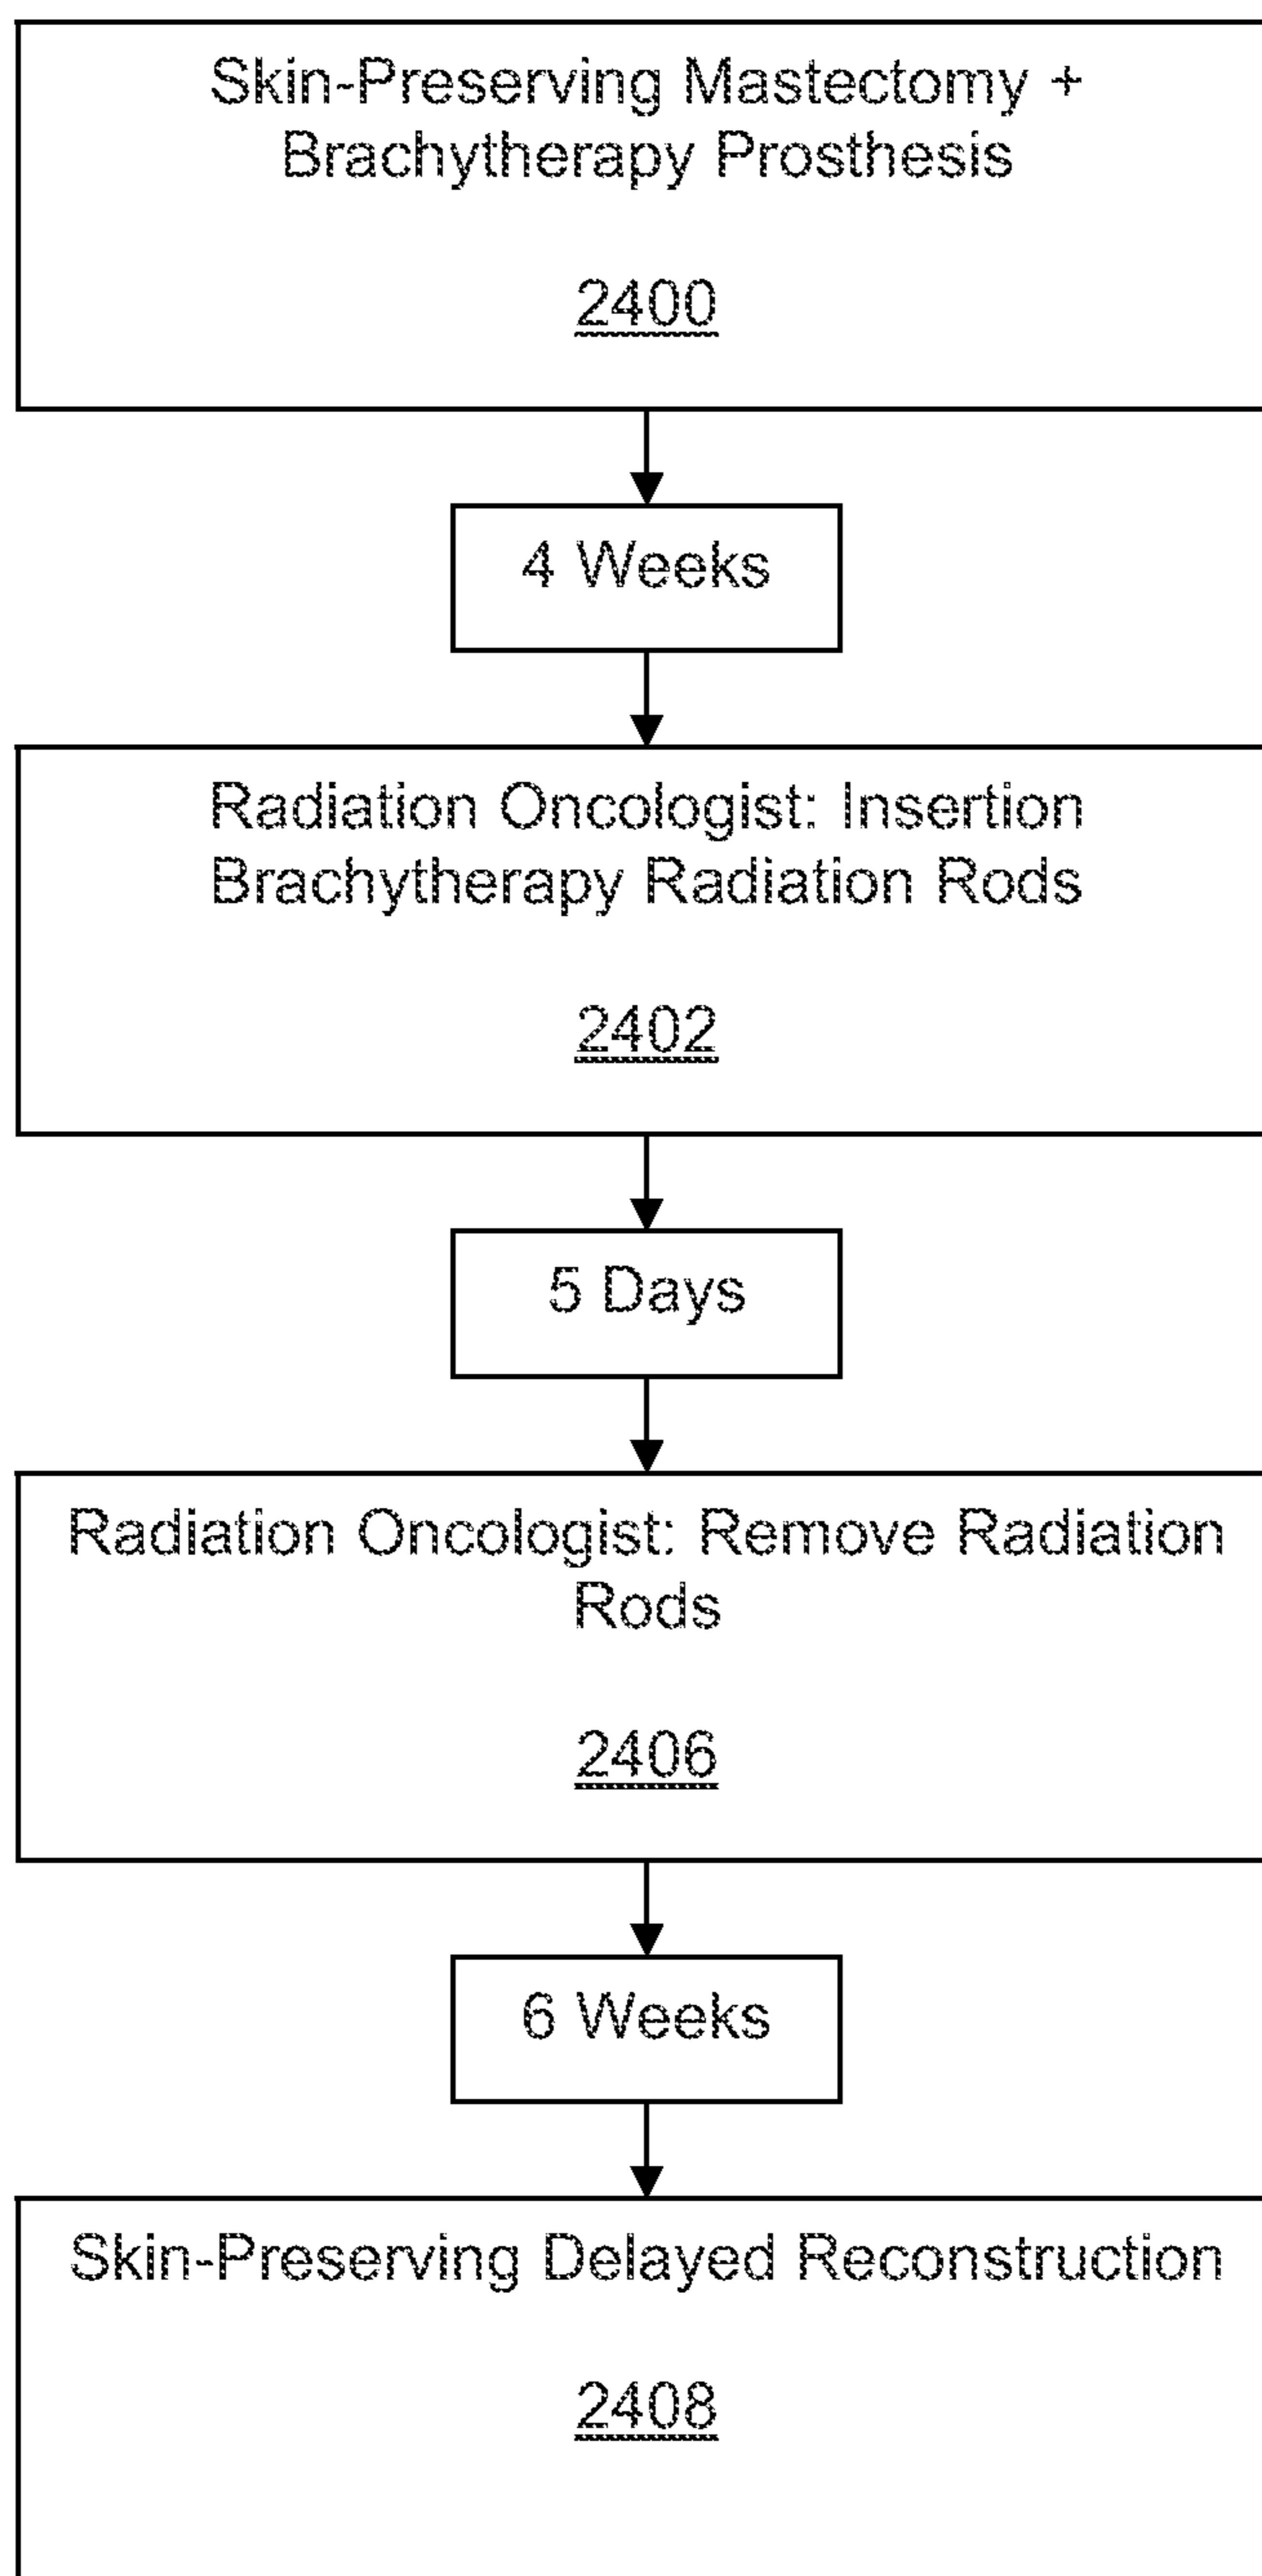 Skin-Preserving Mastectomy +
Brachytherapy Prosthesis
2400
4 Weeks
Radiation Oncologist: Insertion
Brachytherapy Radiation Rods
2402
5 Days
Radiation Oncologist: Remove Radiation
Rods
2406
6 Weeks
Skin-Preserving Delayed Reconstruction
2408